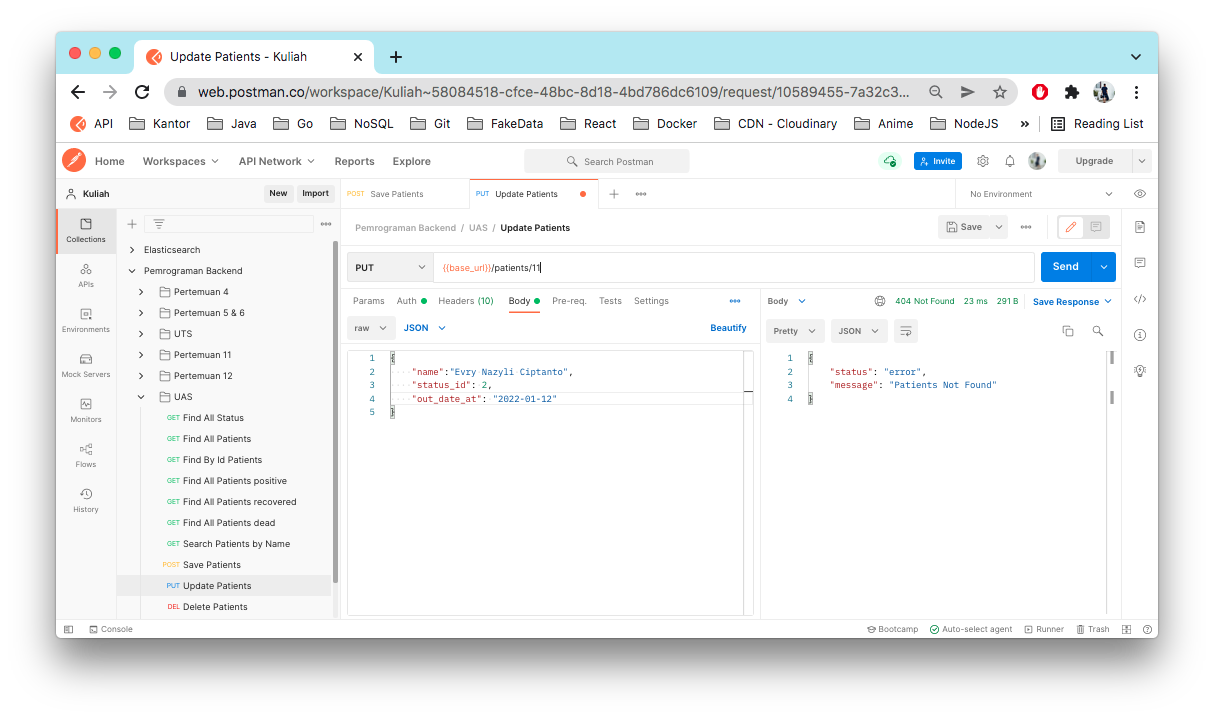 Update Patients - Kuliah
web.postman.co/workspace/Kuliah~58084518-cfce-48bc-8d18-4bd786dc6109/request/10589455-7a32c3...
API Kantor Java Go NoSQL Git FakeData React Docker CDN - Cloudinary Anime NodeJS » Reading List
Home Workspaces API Network Reports Explore Search Postman Invite Upgrade
Kuliah New Import POST Save Patients PUT Update Patients No Environment
Collections
APIs
Environments
Mock Servers
Monitors
Flows
History
Elasticsearch
Pemrograman Backend
Pertemuan 4
Pertemuan 5 & 6
UTS
Pertemuan 11
Pertemuan 12
UAS
GET Find All Status
GET Find All Patients
GET Find By Id Patients
GET Find All Patients positive
GET Find All Patients recovered
GET Find All Patients dead
GET Search Patients by Name
POST Save Patients
PUT Update Patients
DEL Delete Patients
Pemrograman Backend / UAS / Update Patients Save
PUT {{base_url}}/patients/11 Send
Params Auth Headers (10) Body Pre-req. Tests Settings
raw JSON Beautify
1 {
2 "name":"Evry Nazyli Ciptanto",
3 "status_id": 2,
4 "out_date_at": "2022-01-12"
5 }
Body 404 Not Found 23 ms 291 B Save Response
Pretty JSON
1 {
2 "status": "error",
3 "message": "Patients Not Found"
4 }
Console Bootcamp Auto-select agent Runner Trash